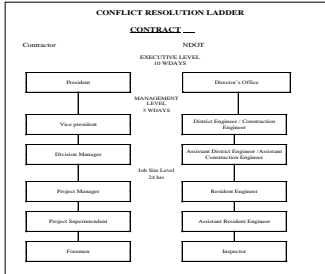 CONFLICT RESOLUTION LADDER
CONTRACT __
Contractor
NDOT
EXECUTIVE LEVEL
10 WDAYS
President
Director's Office
MANAGEMENT
LEVEL
5 WDAYS
Vice president
District Engineer / Construction
Engineer
Division Manager
Assistant District Engineer /Assistant
Construction Engineer
Job Site Level
24 hrs
Project Manager
Resident Engineer
Project Superintendent
Assistant Resident Engineer
Foremen
Inspector